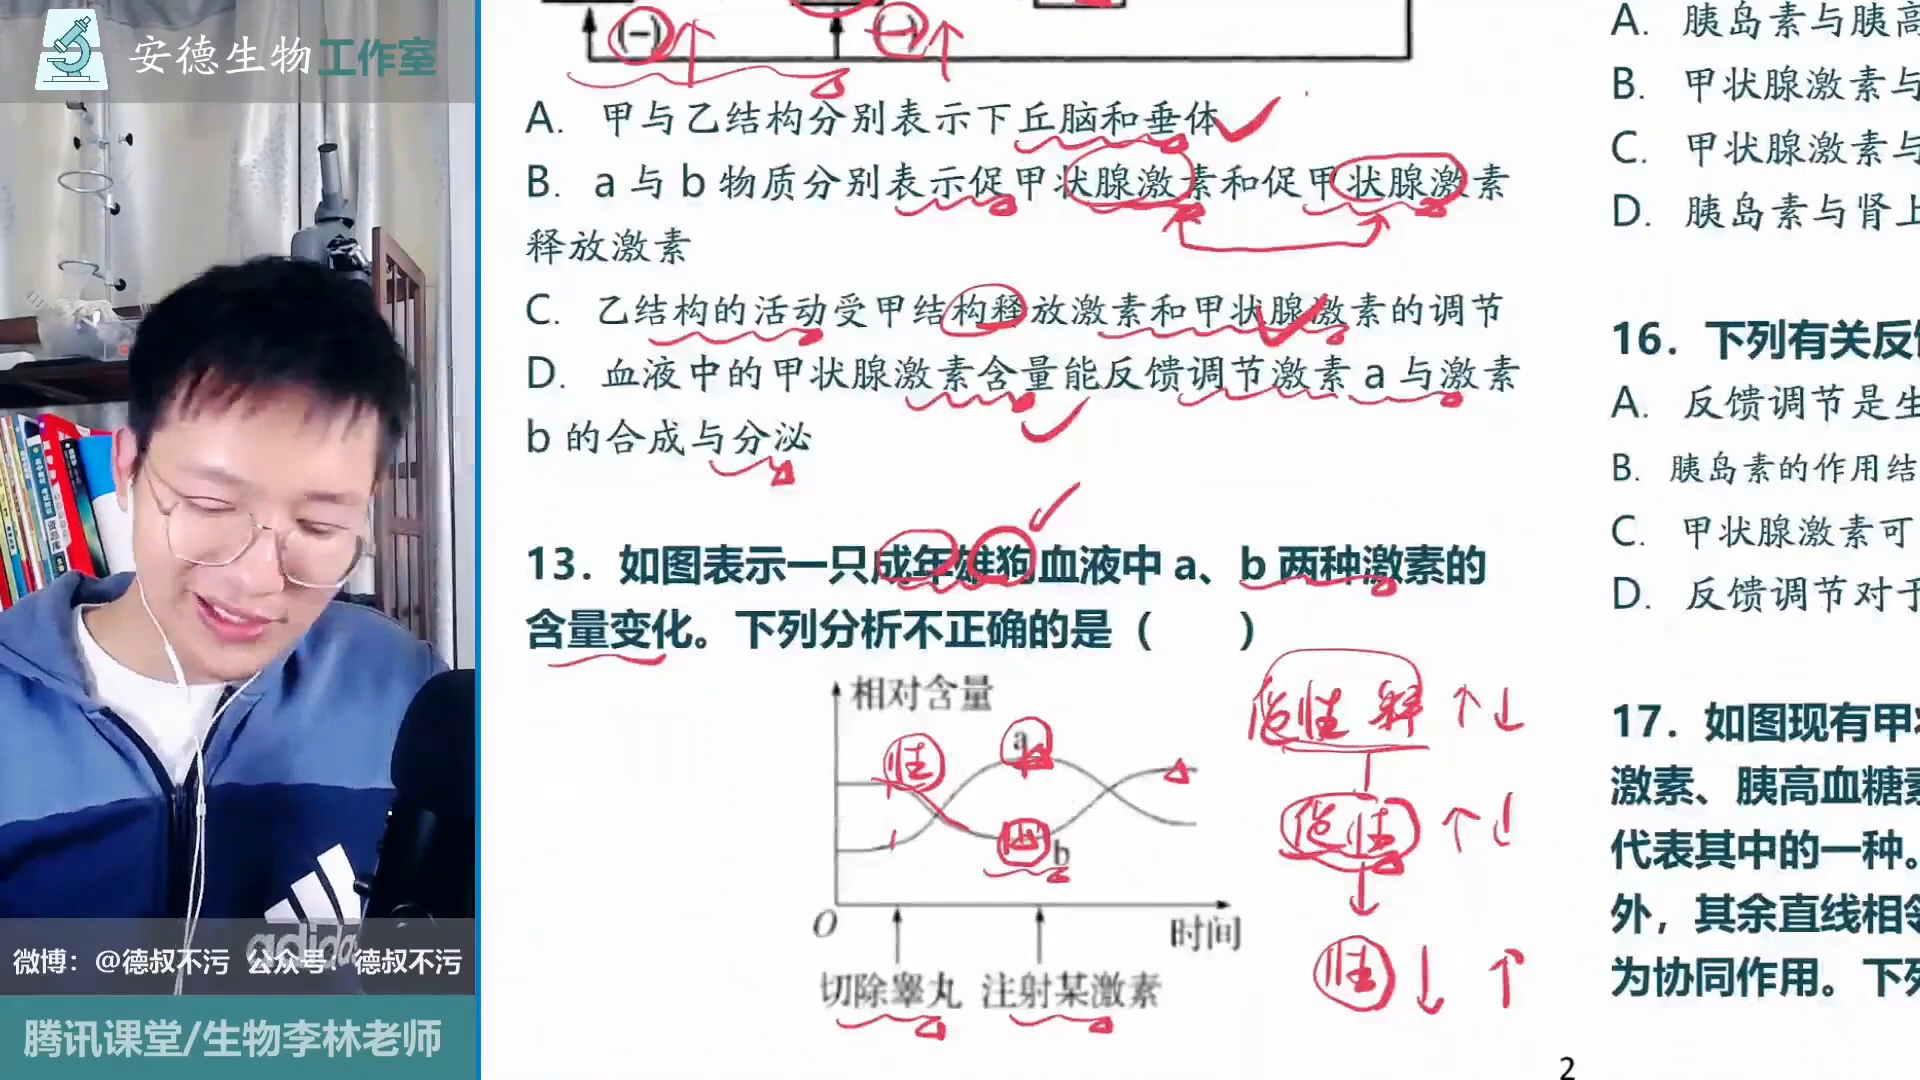 安德生物工作室
A. 甲与乙结构分别表示下丘脑和垂体
B. a与b物质分别表示促甲状腺激素和促甲状腺激素
释放激素
C. 乙结构的活动受甲结构释放激素和甲状腺激素的调节
D. 血液中的甲状腺激素含量能反馈调节激素a与激素
b的合成与分泌
13. 如图表示一只成年雄狗血液中a、b两种激素的
含量变化。下列分析不正确的是（　　）
相对含量
性
a
b
O
时间
切除睾丸
注射某激素
促性 释 ↑↓
促性 ↑↓
性 ↓ ↑
2
A. 胰岛素与胰高
B. 甲状腺激素与
C. 甲状腺激素与
D. 胰岛素与肾上
16. 下列有关反馈
A. 反馈调节是生
B. 胰岛素的作用结
C. 甲状腺激素可
D. 反馈调节对于
17. 如图现有甲状
激素、胰高血糖素
代表其中的一种。
外，其余直线相邻
为协同作用。下列
微博：@德叔不污 公众号：德叔不污
adidas
腾讯课堂/生物李林老师